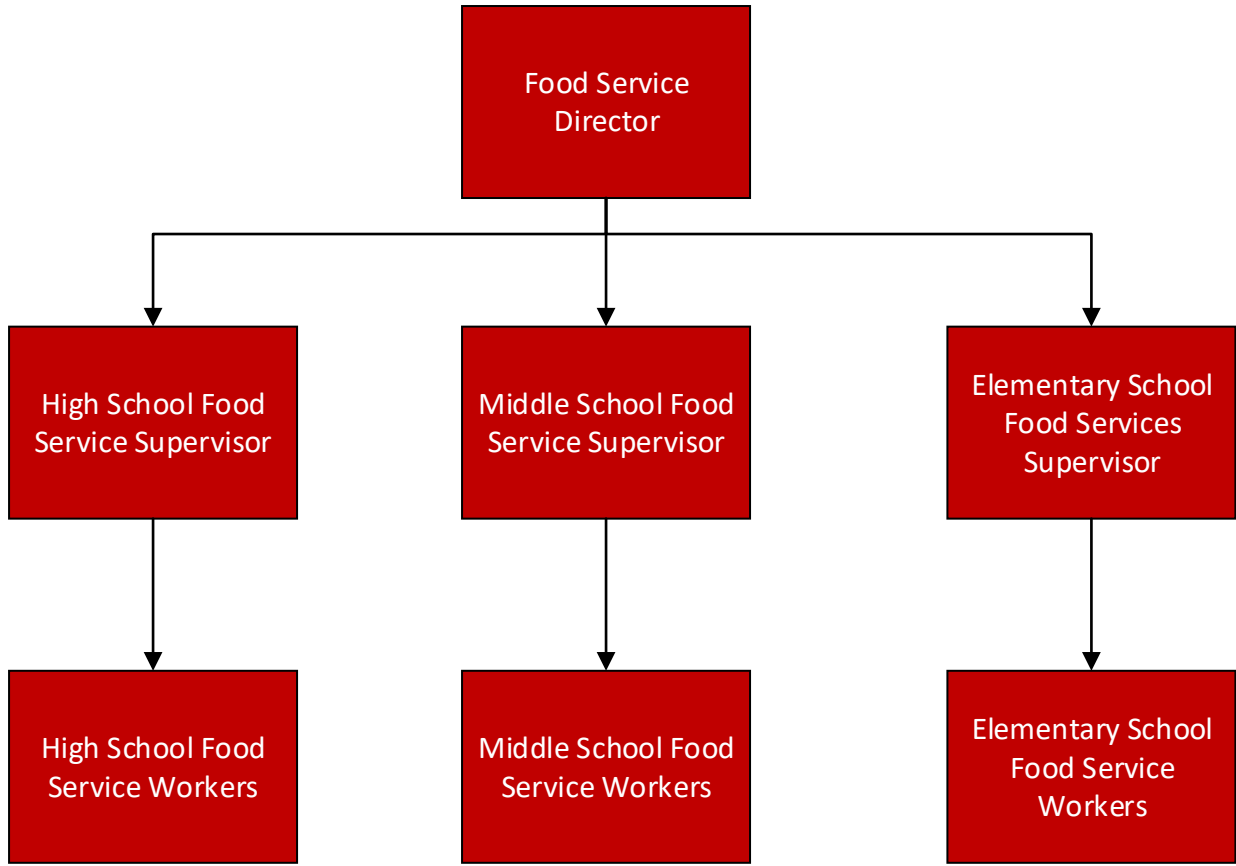 Food Service
Director
High School Food
Service Supervisor
Middle School Food
Service Supervisor
Elementary School
Food Services
Supervisor
High School Food
Service Workers
Middle School Food
Service Workers
Elementary School
Food Service
Workers